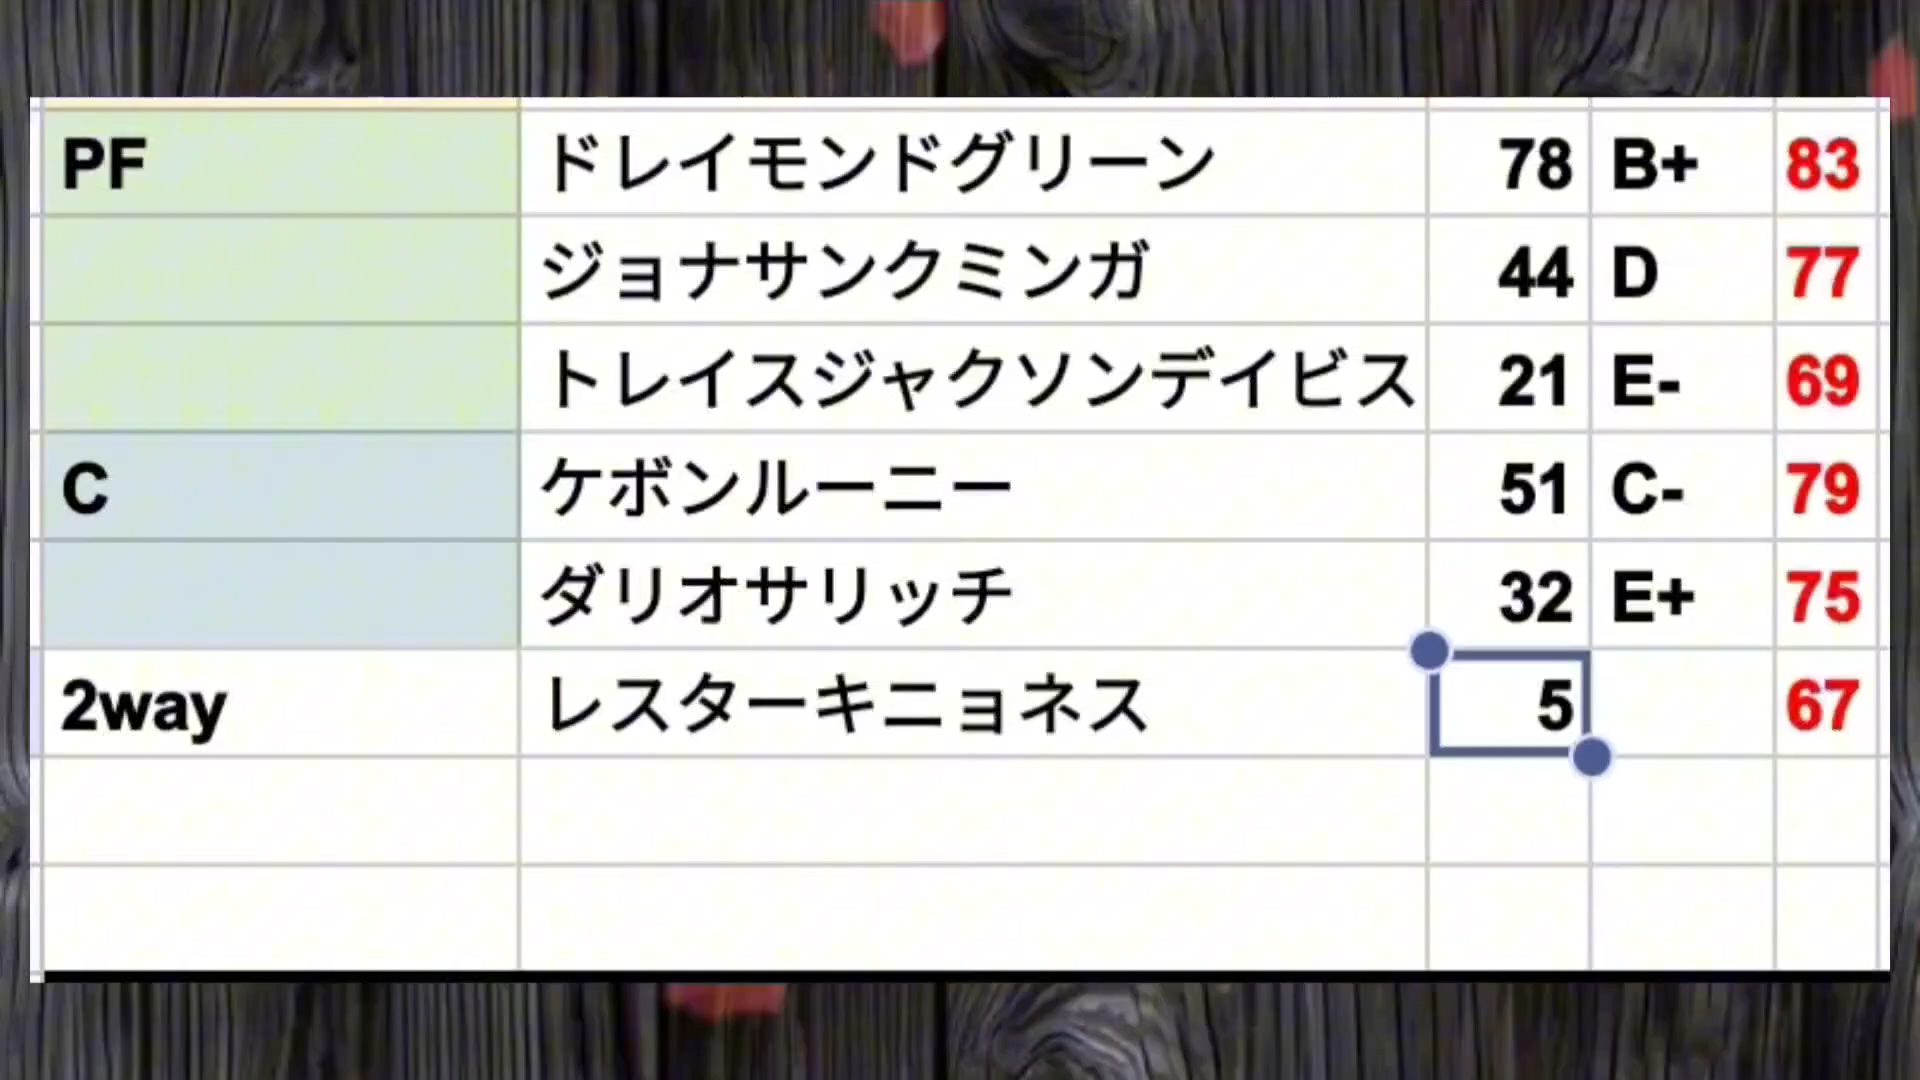 PF ドレイモンドグリーン 78 B+ 83
ジョナサンクミンガ 44 D 77
トレイスジャクソンデイビス 21 E- 69
C ケボンルーニー 51 C- 79
ダリオサリッチ 32 E+ 75
2way レスターキニョネス 5 67